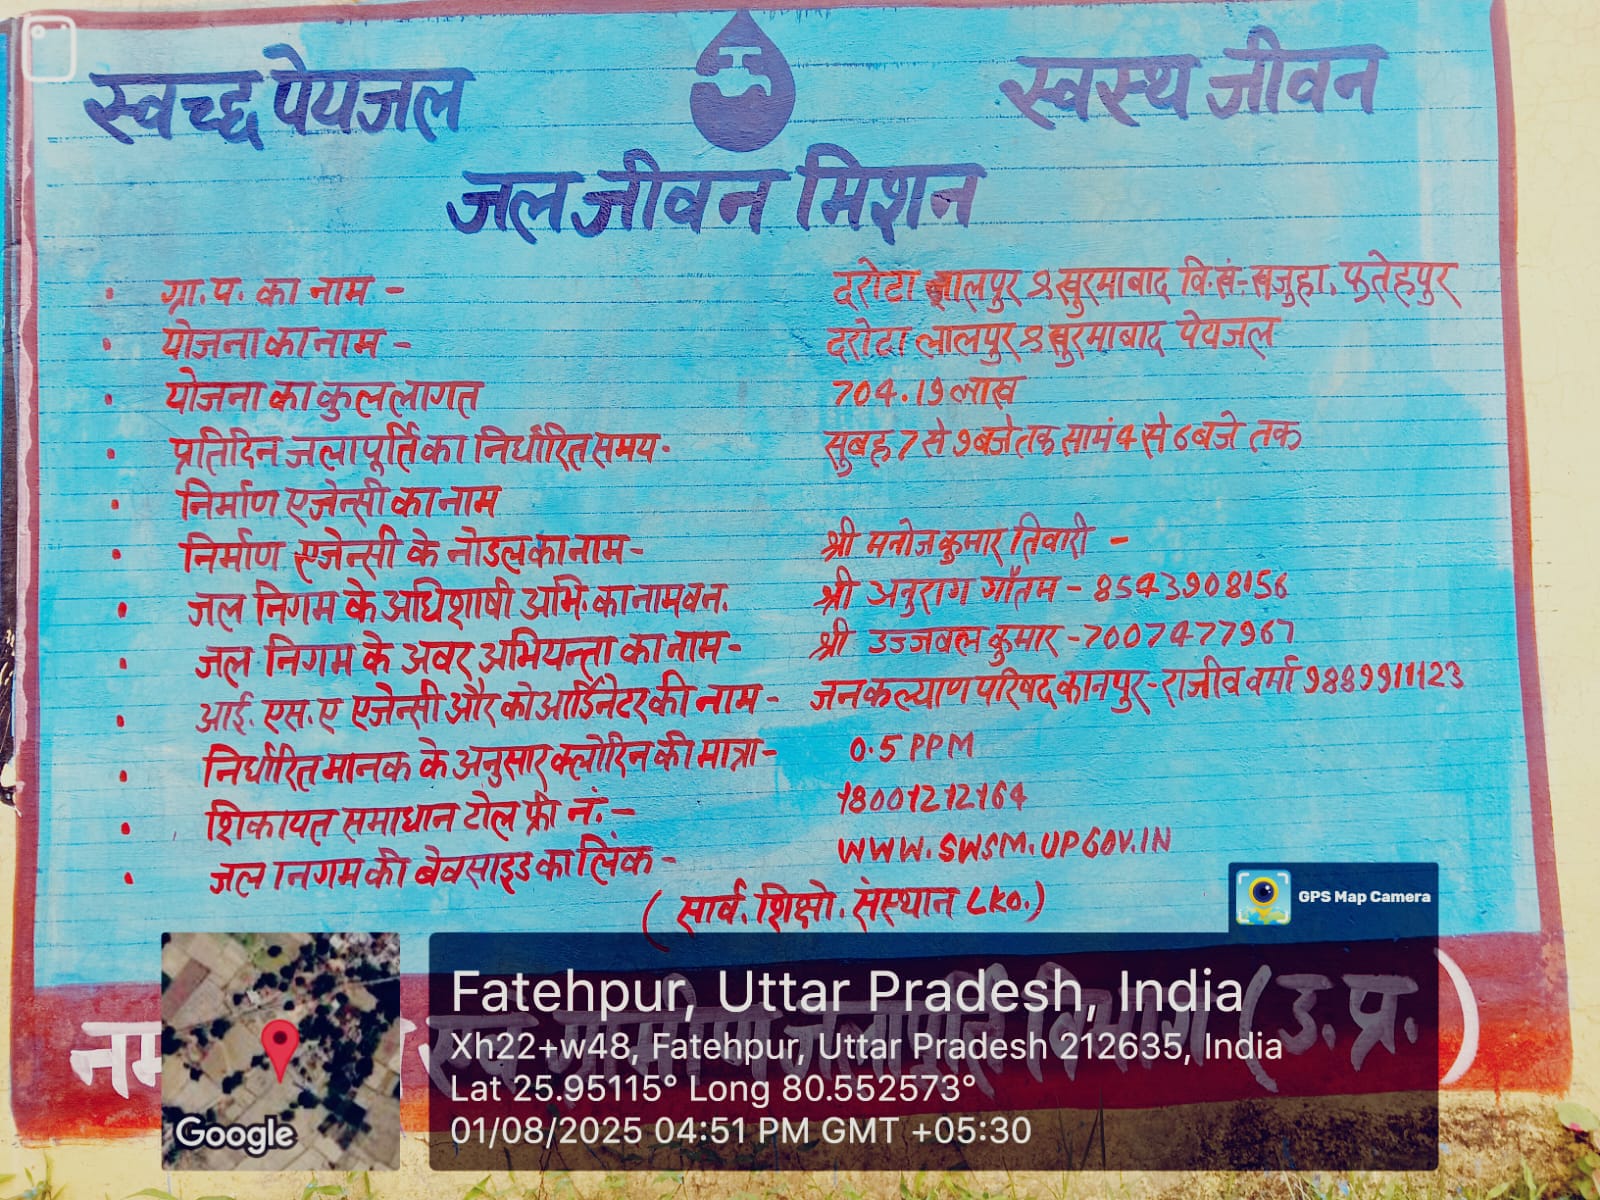 स्वच्छ पेयजल स्वस्थ जीवन
जल जीवन मिशन
ग्रा.प. का नाम - दरोटा लालपुर & खुरमाबाद वि.खं-खजुहा, फतेहपुर
योजना का नाम - दरोटा लालपुर & खुरमाबाद पेयजल
योजना का कुल लागत 704.19 लाख
प्रतिदिन जलापूर्ति का निर्धारित समय- सुबह 7 से 9 बजे तक सामं 4 से 6 बजे तक
निर्माण एजेन्सी का नाम
निर्माण एजेन्सी के नोडल का नाम- श्री मनोज कुमार तिवारी -
जल निगम के अधिशाषी अभि. का नाम व न. श्री अनुराग गौतम - 8543908156
जल निगम के अवर अभियन्ता का नाम - श्री उज्जवल कुमार -7007477967
आई. एस. ए एजेन्सी और कोआर्डिनेटर की नाम - जन कल्याण परिषद कानपुर- राजीव वर्मा 9889911123
निर्धारित मानक के अनुसार क्लोरिन की मात्रा- 0.5 PPM
शिकायत समाधान टोल फ्री नं.- 18001212164
जल निगम की बेवसाइड का लिंक - WWW.SWSM.UPGOV.IN
( सार्व. शिक्षो. संस्थान LKO.)
ग्रामीण जलापूर्ति विभाग (उ.प्र.)
GPS Map Camera
Fatehpur, Uttar Pradesh, India
Xh22+w48, Fatehpur, Uttar Pradesh 212635, India
Lat 25.95115° Long 80.552573°
01/08/2025 04:51 PM GMT +05:30
Google